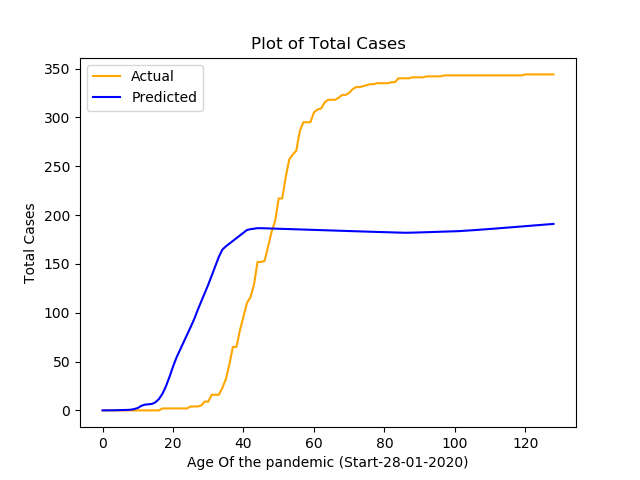 Plot of Total Cases
Actual
Predicted
350
300
250
200
150
100
50
0
Total Cases
0 20 40 60 80 100 120
Age Of the pandemic (Start-28-01-2020)